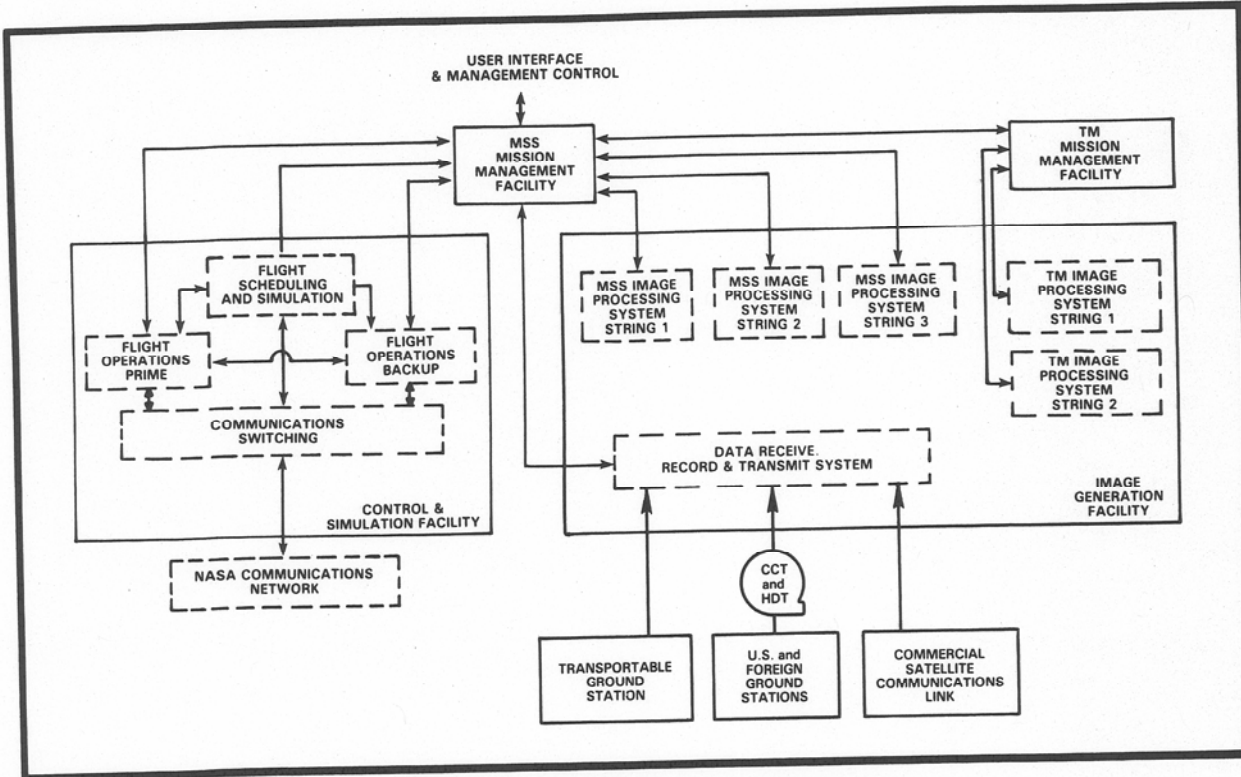 USER INTERFACE
& MANAGEMENT CONTROL
MSS
MISSION
MANAGEMENT
FACILITY
TM
MISSION
MANAGEMENT
FACILITY
FLIGHT
SCHEDULING
AND SIMULATION
FLIGHT
OPERATIONS
PRIME
FLIGHT
OPERATIONS
BACKUP
COMMUNICATIONS
SWITCHING
CONTROL &
SIMULATION FACILITY
NASA COMMUNICATIONS
NETWORK
MSS IMAGE
PROCESSING
SYSTEM
STRING 1
MSS IMAGE
PROCESSING
SYSTEM
STRING 2
MSS IMAGE
PROCESSING
SYSTEM
STRING 3
TM IMAGE
PROCESSING
SYSTEM
STRING 1
TM IMAGE
PROCESSING
SYSTEM
STRING 2
DATA RECEIVE.
RECORD & TRANSMIT SYSTEM
IMAGE
GENERATION
FACILITY
CCT
and
HDT
TRANSPORTABLE
GROUND
STATION
U.S. and
FOREIGN
GROUND
STATIONS
COMMERCIAL
SATELLITE
COMMUNICATIONS
LINK